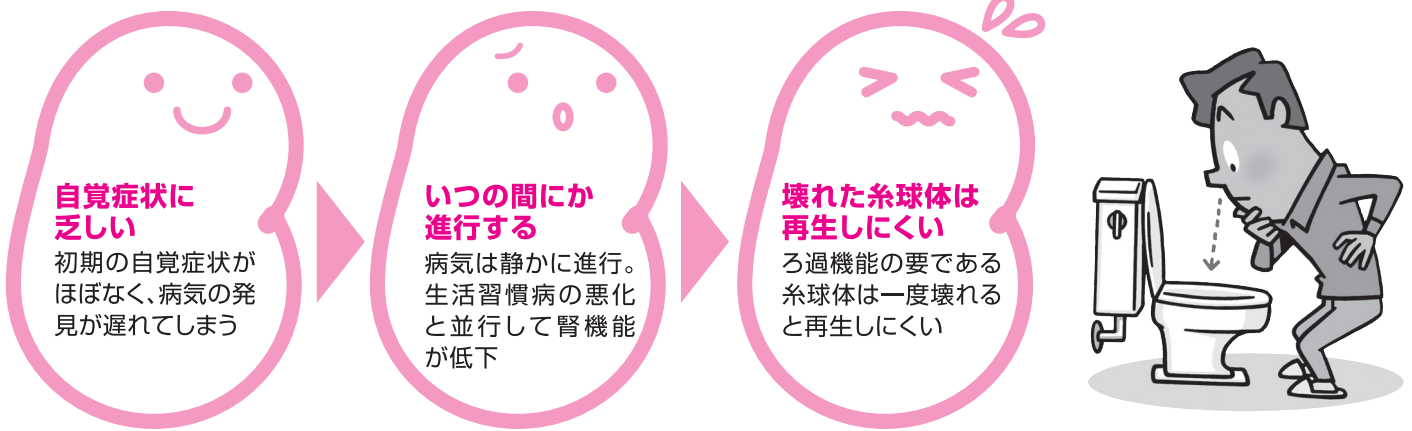 自覚症状に
乏しい
初期の自覚症状が
ほぼなく、病気の発
見が遅れてしまう
いつの間にか
進行する
病気は静かに進行。
生活習慣病の悪化
と並行して腎機能
が低下
壊れた糸球体は
再生しにくい
ろ過機能の要である
糸球体は一度壊れる
と再生しにくい